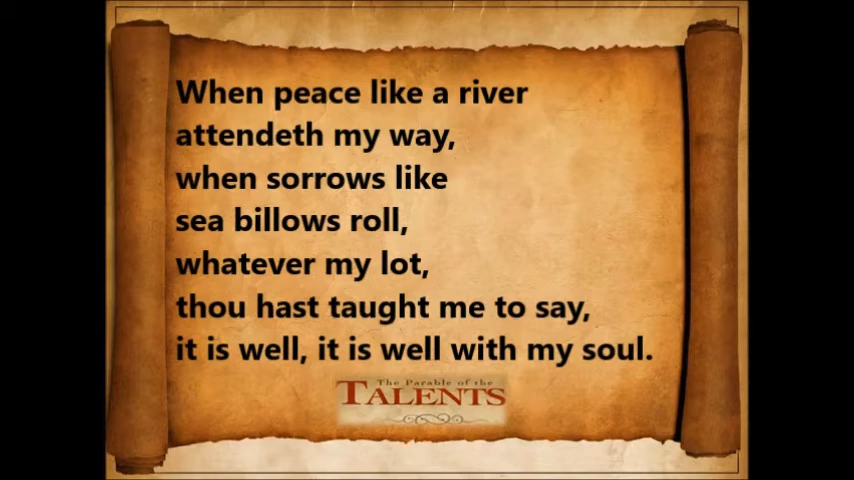 When peace like a river
attendeth my way,
when sorrows like
sea billows roll,
whatever my lot,
thou hast taught me to say,
it is well, it is well with my soul.
The Parable of the
TALENTS